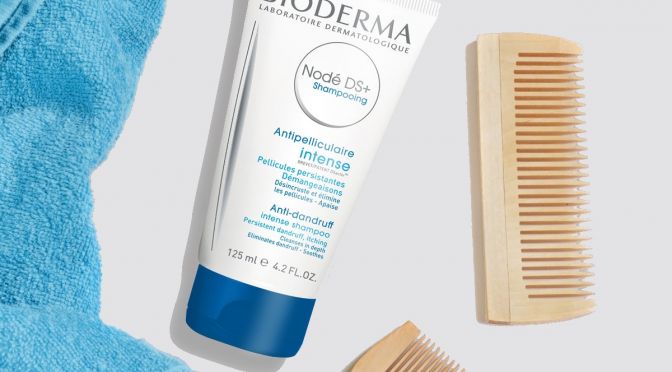 BIODERMA
LABORATOIRE DERMATOLOGIQUE
Nodé DS+
Shampooing
Antipelliculaire
intense
Pellicules persistantes
Démangeaisons
Désincruste et élimine
les pellicules - Apaise
Anti-dandruff
intense shampoo
Persistent dandruff, itching
Cleanses in depth
Eliminates dandruff - Soothes
125 ml e 4.2 FL.OZ.